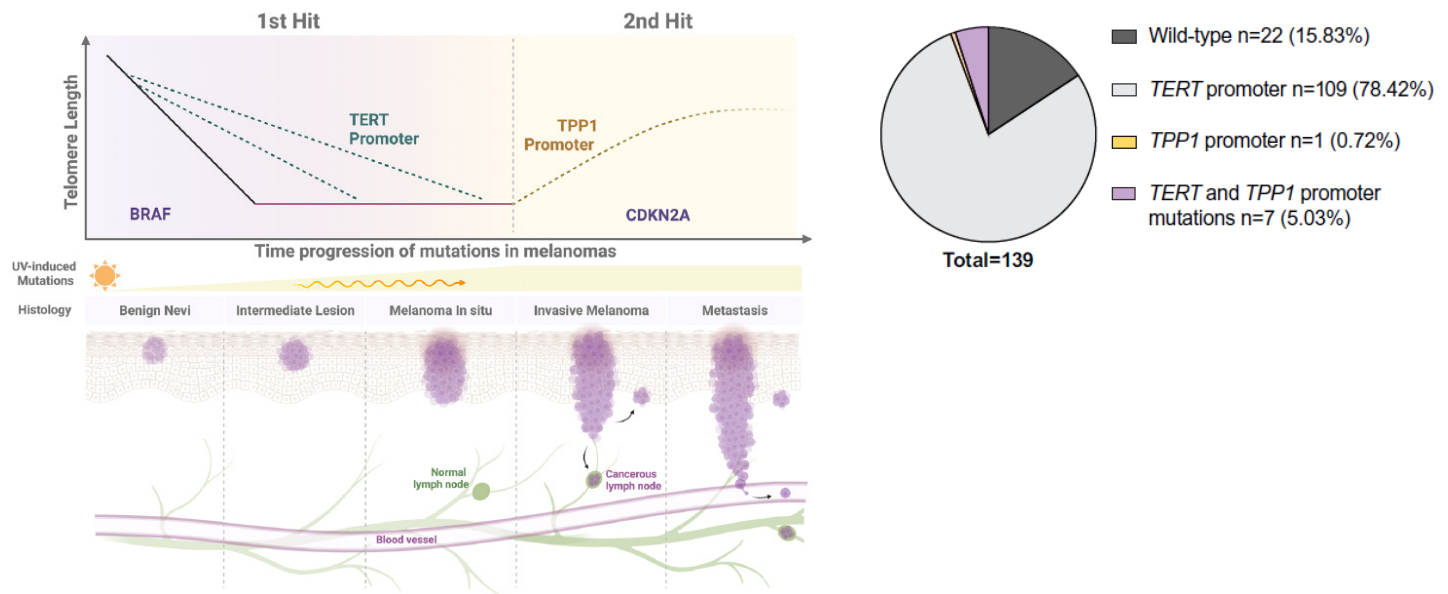 1st Hit
2nd Hit
Telomere Length
TERT
Promoter
TPP1
Promoter
BRAF
CDKN2A
Time progression of mutations in melanomas
UV-induced
Mutations
Histology
Benign Nevi
Intermediate Lesion
Melanoma In situ
Invasive Melanoma
Metastasis
Normal
lymph node
Cancerous
lymph node
Blood vessel
Wild-type n=22 (15.83%)
TERT promoter n=109 (78.42%)
TPP1 promoter n=1 (0.72%)
TERT and TPP1 promoter
mutations n=7 (5.03%)
Total=139